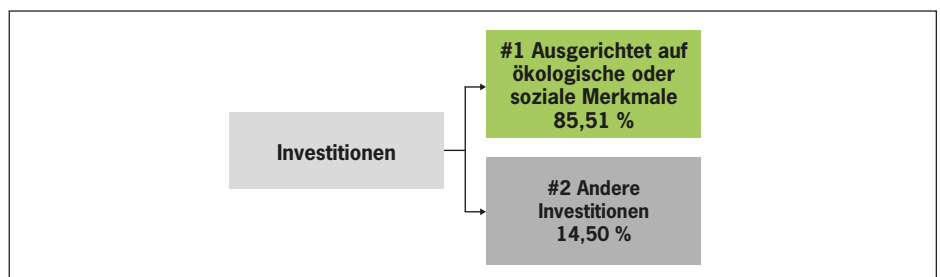 #1 Ausgerichtet auf
ökologische oder
soziale Merkmale
85,51 %
Investitionen
#2 Andere
Investitionen
14,50 %